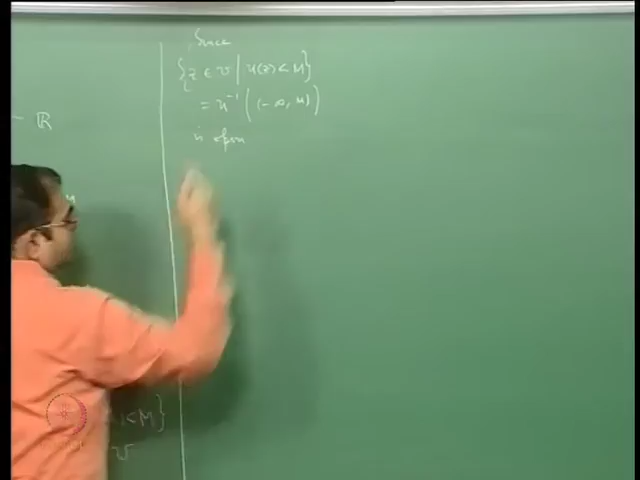 Since
{z ∈ U | u(z) < M}
= u⁻¹((-∞, M))
is open
ℝ
< M}
U